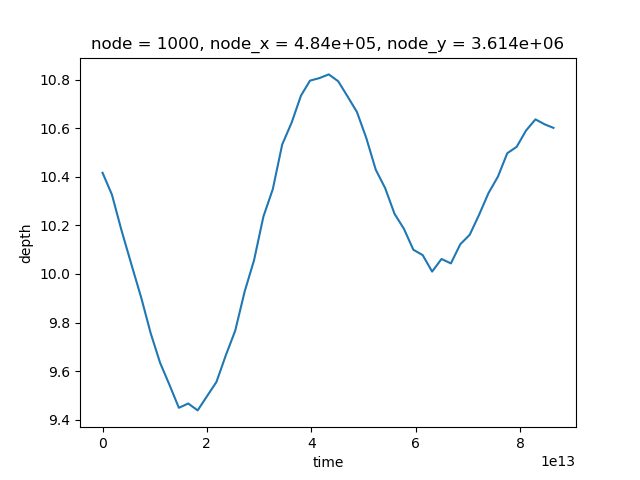 node = 1000, node_x = 4.84e+05, node_y = 3.614e+06
10.8
10.6
10.4
10.2
10.0
9.8
9.6
9.4
depth
0 2 4 6 8
1e13
time